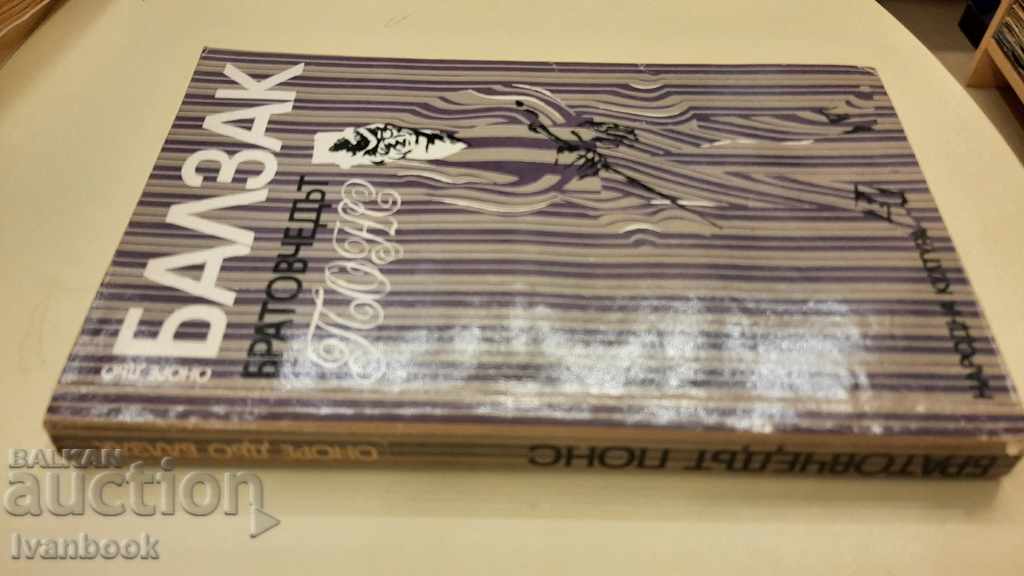 ОНОРЕ ДЬО
БАЛЗАК
БРАТОВЧЕДЪТ
ПОНС
НАРОДНА КУЛТУРА
ОНОРЕ ДЬО БАЛЗАК
БРАТОВЧЕДЪТ ПОНС
BALKAN
auction
Ivanbook